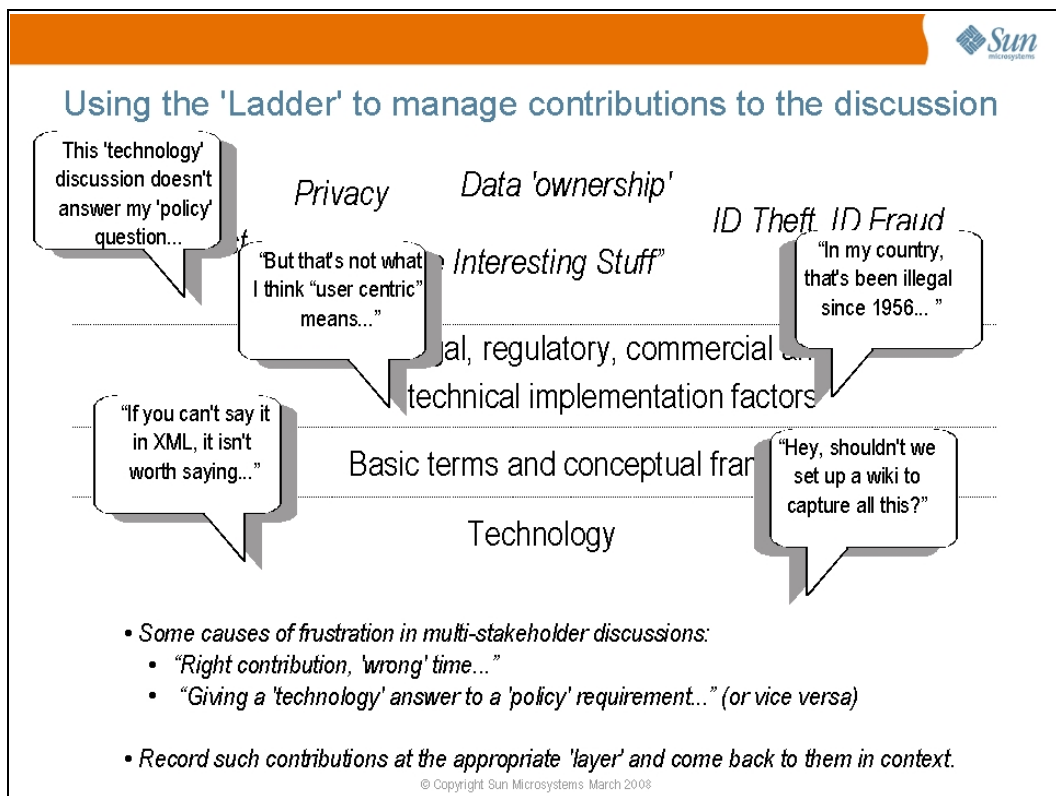 Sun
microsystems
Using the 'Ladder' to manage contributions to the discussion
This 'technology'
discussion doesn't
answer my 'policy'
question...
Privacy
Data 'ownership'
ID Theft, ID Fraud
“But that's not what
I think “user centric”
means...”
Interesting Stuff”
“In my country,
that's been illegal
since 1956... ”
regulatory, commercial
technical implementation factors
“If you can't say it
in XML, it isn't
worth saying...”
Basic terms and conceptual
“Hey, shouldn't we
set up a wiki to
capture all this?”
Technology
• Some causes of frustration in multi-stakeholder discussions:
• “Right contribution, 'wrong' time...”
• “Giving a 'technology' answer to a 'policy' requirement...” (or vice versa)
• Record such contributions at the appropriate 'layer' and come back to them in context.
© Copyright Sun Microsystems March 2008